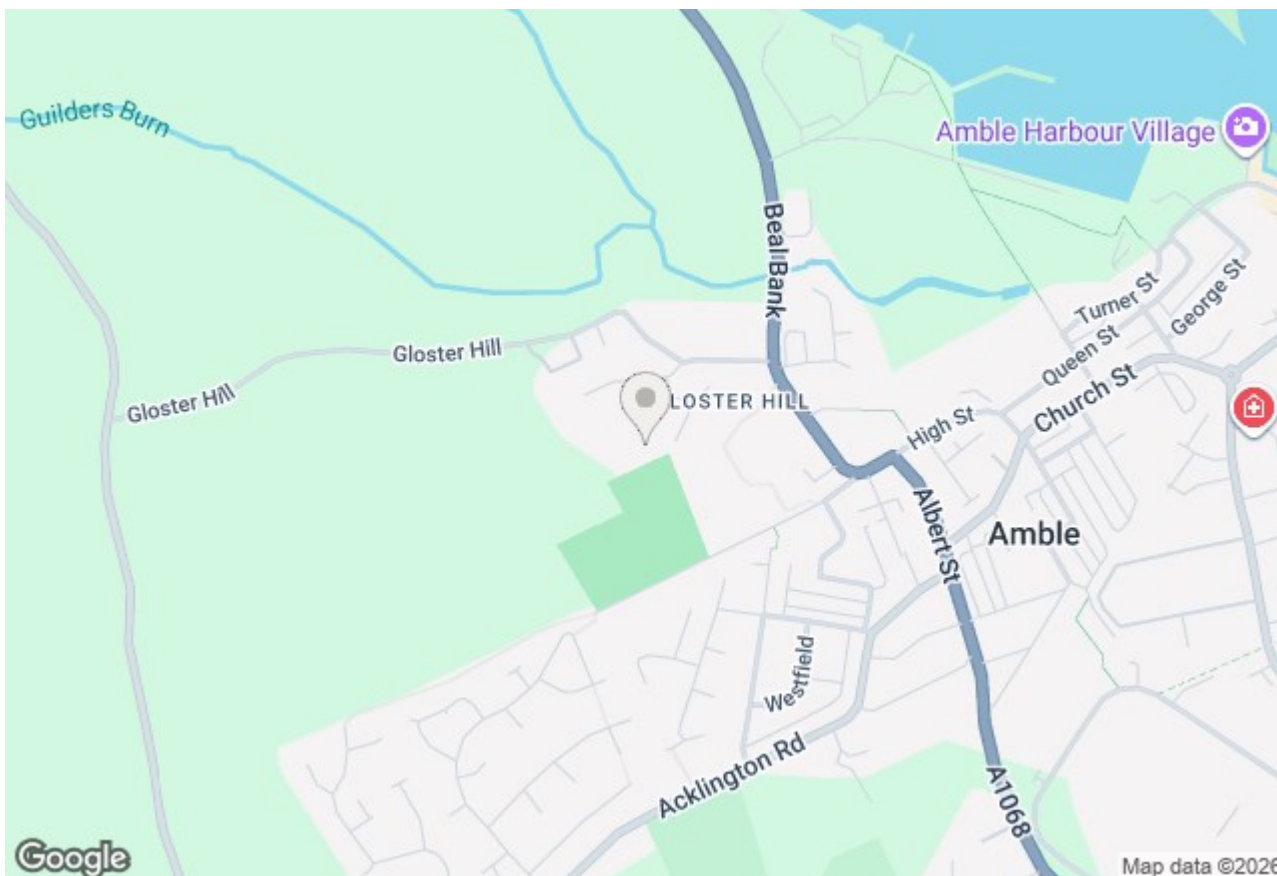 Guilders Burn
Amble Harbour Village
Beal Bank
Turner St
George St
Queen St
Gloster Hill
Church St
Gloster Hill
LOSTER HILL
High St
Albert St
Amble
Westfield
Acklington Rd
A1068
Google
Map data ©2026